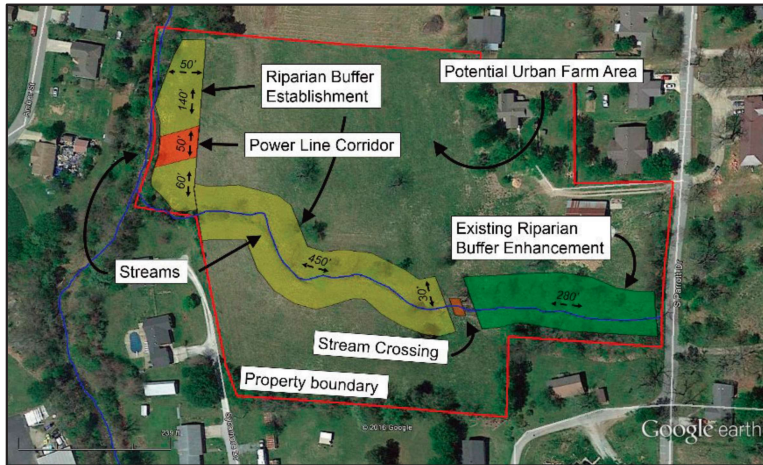 50'
140'
Riparian Buffer
Establishment
Potential Urban Farm Area
50'
Power Line Corridor
60'
Streams
450'
30'
Existing Riparian
Buffer Enhancement
280'
Stream Crossing
Property boundary
© 2016 Google
Google earth